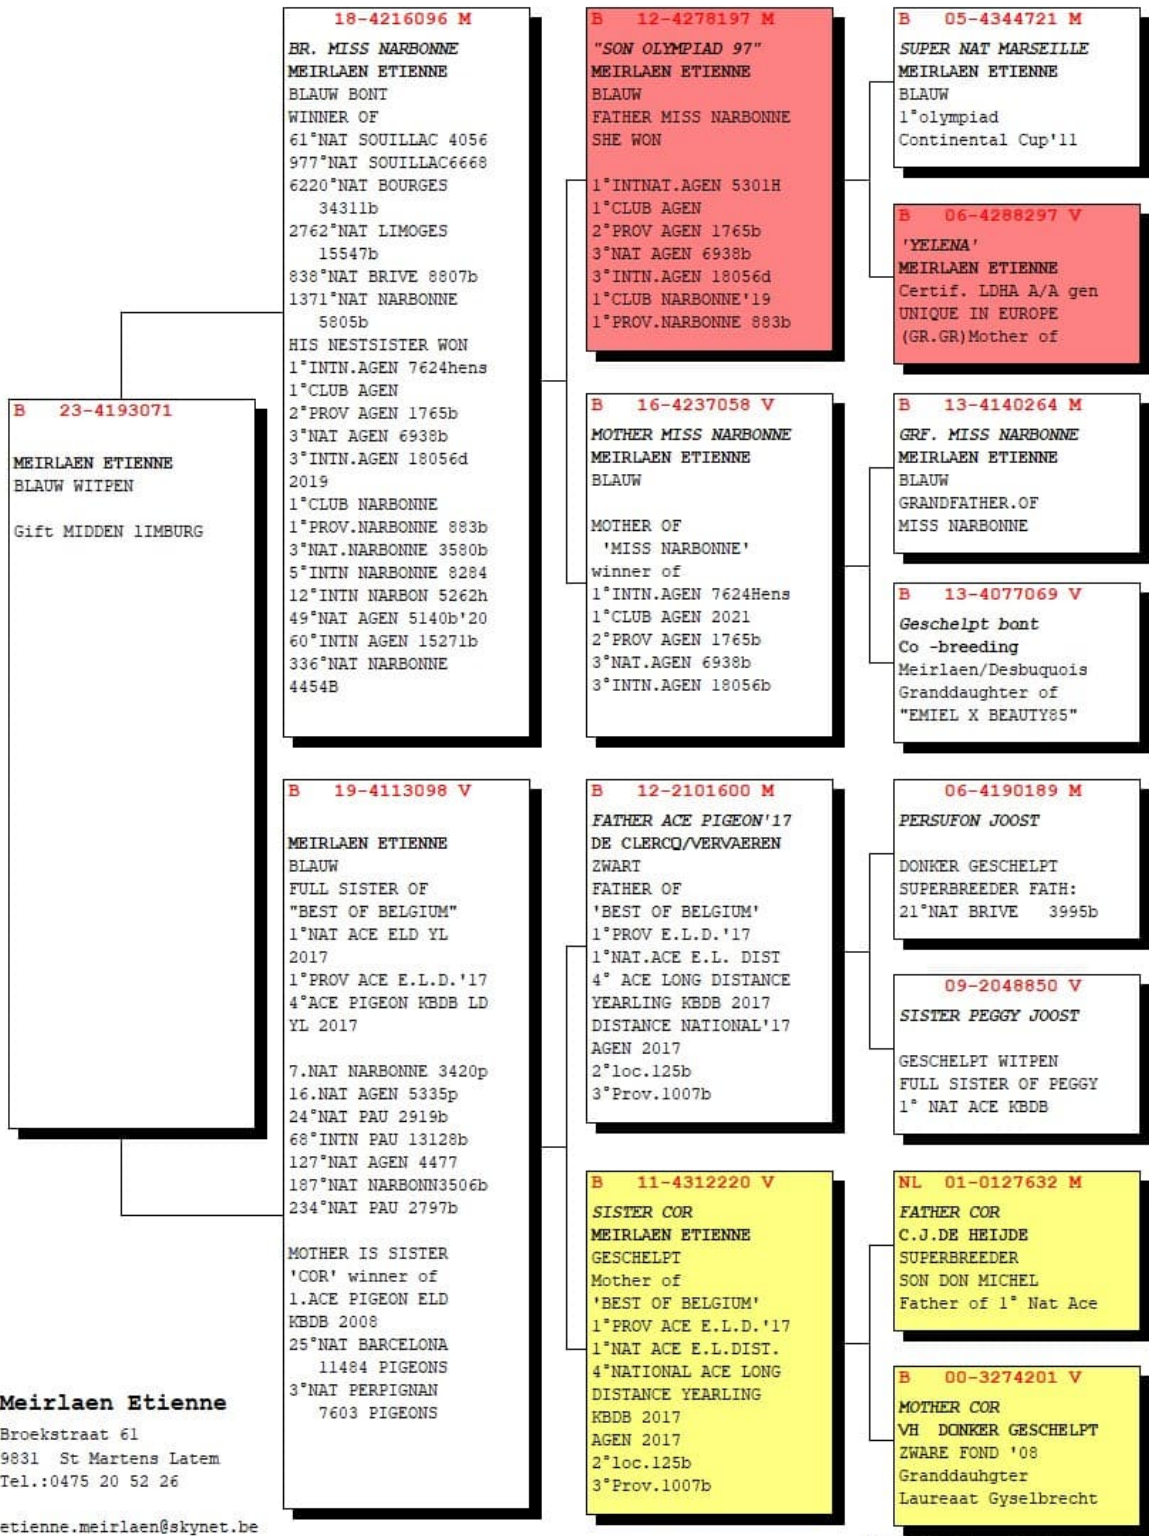 B 23-4193071
MEIRLAEN ETIENNE
BLAUW WITPEN
Gift MIDDEN lIMBURG
18-4216096 M
BR. MISS NARBONNE
MEIRLAEN ETIENNE
BLAUW BONT
WINNER OF
61°NAT SOUILLAC 4056
977°NAT SOUILLAC6668
6220°NAT BOURGES
34311b
2762°NAT LIMOGES
15547b
838°NAT BRIVE 8807b
1371°NAT NARBONNE
5805b
HIS NESTSISTER WON
1°INTN.AGEN 7624hens
1°CLUB AGEN
2°PROV AGEN 1765b
3°NAT AGEN 6938b
3°INTN.AGEN 18056d
2019
1°CLUB NARBONNE
1°PROV.NARBONNE 883b
3°NAT.NARBONNE 3580b
5°INTN NARBONNE 8284
12°INTN NARBON 5262h
49°NAT AGEN 5140b'20
60°INTN AGEN 15271b
336°NAT NARBONNE
4454B
B 19-4113098 V
MEIRLAEN ETIENNE
BLAUW
FULL SISTER OF
"BEST OF BELGIUM"
1°NAT ACE ELD YL
2017
1°PROV ACE E.L.D.'17
4°ACE PIGEON KBDB LD
YL 2017
7.NAT NARBONNE 3420p
16.NAT AGEN 5335p
24°NAT PAU 2919b
68°INTN PAU 13128b
127°NAT AGEN 4477
187°NAT NARBONN3506b
234°NAT PAU 2797b
MOTHER IS SISTER
'COR' winner of
1.ACE PIGEON ELD
KBDB 2008
25°NAT BARCELONA
11484 PIGEONS
3°NAT PERPIGNAN
7603 PIGEONS
B 12-4278197 M
"SON OLYMPIAD 97"
MEIRLAEN ETIENNE
BLAUW
FATHER MISS NARBONNE
SHE WON
1°INTNAT.AGEN 5301H
1°CLUB AGEN
2°PROV AGEN 1765b
3°NAT AGEN 6938b
3°INTN.AGEN 18056d
1°CLUB NARBONNE'19
1°PROV.NARBONNE 883b
B 16-4237058 V
MOTHER MISS NARBONNE
MEIRLAEN ETIENNE
BLAUW
MOTHER OF
'MISS NARBONNE'
winner of
1°INTN.AGEN 7624Hens
1°CLUB AGEN 2021
2°PROV AGEN 1765b
3°NAT.AGEN 6938b
3°INTN.AGEN 18056b
B 12-2101600 M
FATHER ACE PIGEON'17
DE CLERCQ/VERVAEREN
ZWART
FATHER OF
'BEST OF BELGIUM'
1°PROV E.L.D.'17
1°NAT.ACE E.L. DIST
4° ACE LONG DISTANCE
YEARLING KBDB 2017
DISTANCE NATIONAL'17
AGEN 2017
2°loc.125b
3°Prov.1007b
B 11-4312220 V
SISTER COR
MEIRLAEN ETIENNE
GESCHELPT
Mother of
'BEST OF BELGIUM'
1°PROV ACE E.L.D.'17
1°NAT ACE E.L.DIST.
4°NATIONAL ACE LONG
DISTANCE YEARLING
KBDB 2017
AGEN 2017
2°loc.125b
3°Prov.1007b
B 05-4344721 M
SUPER NAT MARSEILLE
MEIRLAEN ETIENNE
BLAUW
1°olympiad
Continental Cup'11
B 06-4288297 V
'YELENA'
MEIRLAEN ETIENNE
Certif. LDHA A/A gen
UNIQUE IN EUROPE
(GR.GR)Mother of
B 13-4140264 M
GRF. MISS NARBONNE
MEIRLAEN ETIENNE
BLAUW
GRANDFATHER.OF
MISS NARBONNE
B 13-4077069 V
Geschelpt bont
Co -breeding
Meirlaen/Desbuquois
Granddaughter of
"EMIEL X BEAUTY85"
06-4190189 M
PERSUFON JOOST
DONKER GESCHELPT
SUPERBREEDER FATH:
21°NAT BRIVE 3995b
09-2048850 V
SISTER PEGGY JOOST
GESCHELPT WITPEN
FULL SISTER OF PEGGY
1° NAT ACE KBDB
NL 01-0127632 M
FATHER COR
C.J.DE HEIJDE
SUPERBREEDER
SON DON MICHEL
Father of 1° Nat Ace
B 00-3274201 V
MOTHER COR
VH DONKER GESCHELPT
ZWARE FOND '08
Granddauhgter
Laureaat Gyselbrecht
Meirlaen Etienne
Broekstraat 61
9831 St Martens Latem
Tel.:0475 20 52 26
etienne.meirlaen@skynet.be